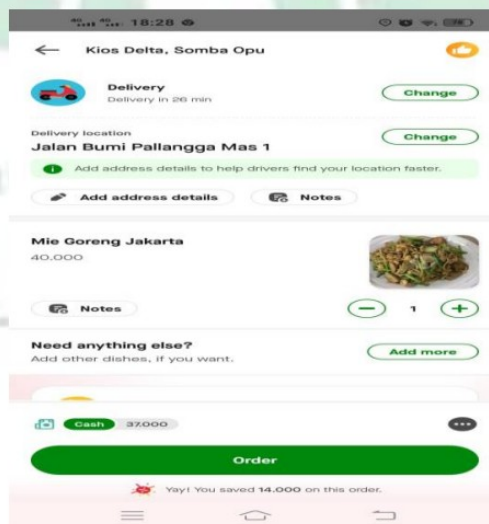 18:28
Kios Delta, Somba Opu
Delivery
Delivery in 26 min
Change
Delivery location
Jalan Bumi Pallangga Mas 1
Change
Add address details to help drivers find your location faster.
Add address details
Notes
Mie Goreng Jakarta
40.000
Notes
1
Need anything else?
Add other dishes, if you want.
Add more
Cash 37.000
Order
Yay! You saved 14.000 on this order.